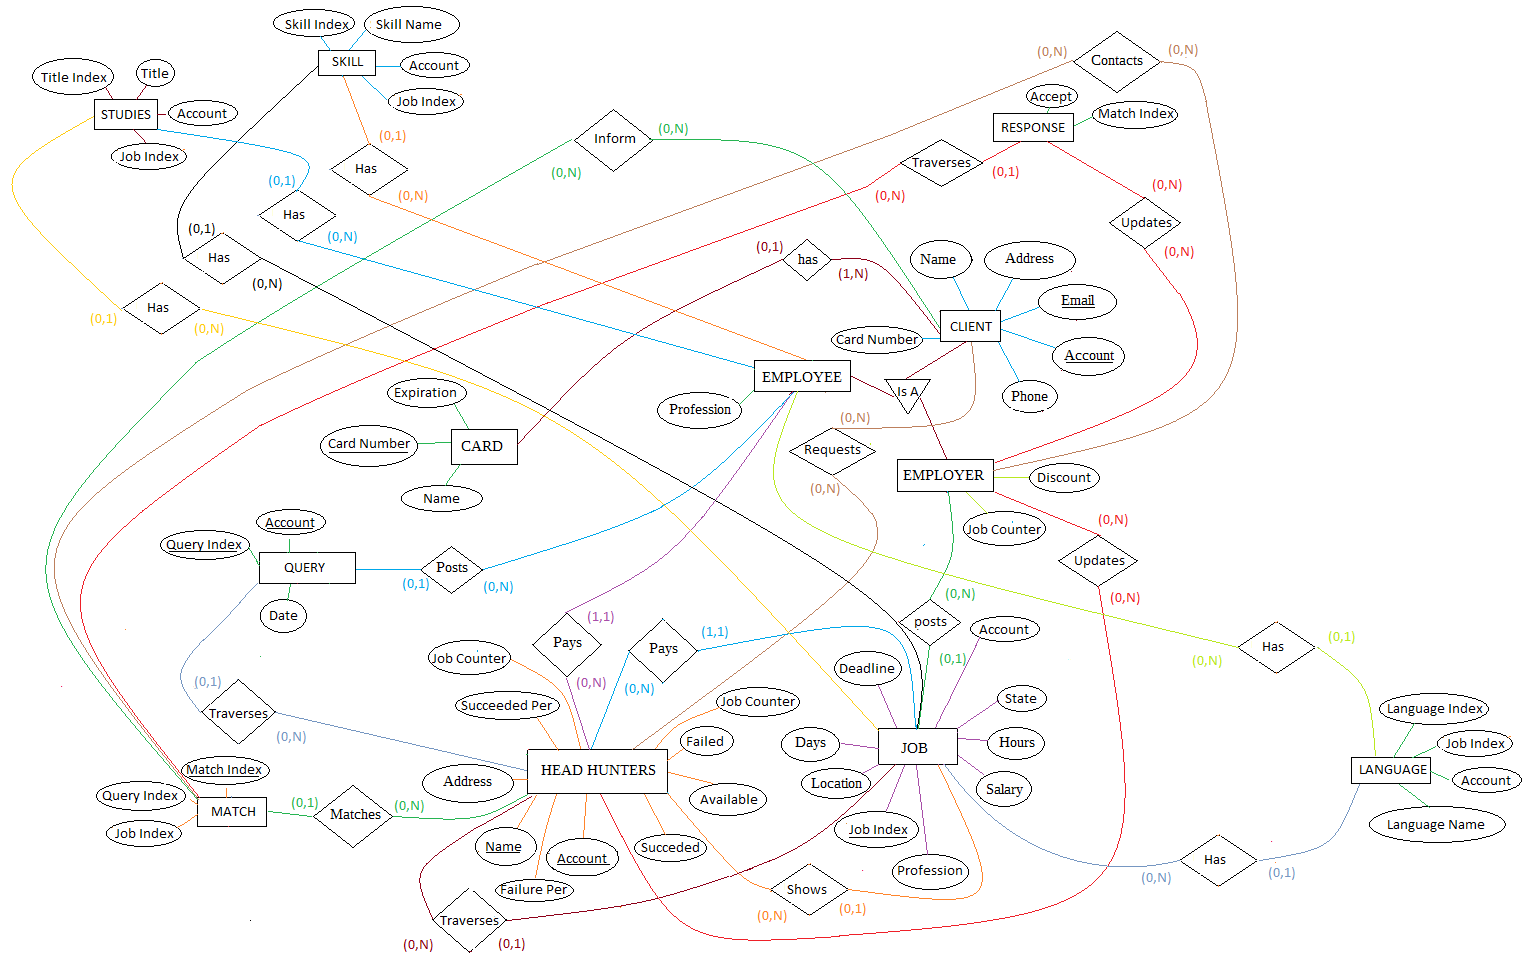 Skill Index
Skill Name
SKILL
Account
Job Index
Title Index
Title
STUDIES
Account
Job Index
(0,N)
Contacts
(0,N)
Accept
RESPONSE
Match Index
Inform
(0,N)
(0,N)
(0,1)
Has
(0,N)
Traverses
(0,1)
(0,N)
(0,1)
Has
(0,N)
(0,N)
Updates
(0,N)
(0,1)
Has
(0,N)
(0,1)
has
(1,N)
Name
Address
Email
CLIENT
Card Number
Account
Phone
(0,1)
Has
(0,N)
EMPLOYEE
Profession
Is A
Expiration
Card Number
CARD
Name
(0,N)
Requests
(0,N)
EMPLOYER
Discount
Job Counter
(0,N)
Updates
(0,N)
Account
Query Index
QUERY
Date
(0,1)
Posts
(0,N)
(0,N)
posts
(0,1)
(1,1)
Pays
(0,N)
(1,1)
Pays
(0,N)
Account
(0,N)
Has
(0,1)
Job Counter
Succeeded Per
Job Counter
Failed
HEAD HUNTERS
Address
Available
Name
Account
Succeded
Failure Per
(0,1)
Traverses
(0,N)
Deadline
State
Days
JOB
Hours
Location
Salary
Job Index
Profession
Language Index
Job Index
LANGUAGE
Account
Language Name
Match Index
Query Index
MATCH
Job Index
(0,1)
Matches
(0,N)
(0,N)
Has
(0,1)
(0,N)
Shows
(0,1)
Traverses
(0,N)
(0,1)